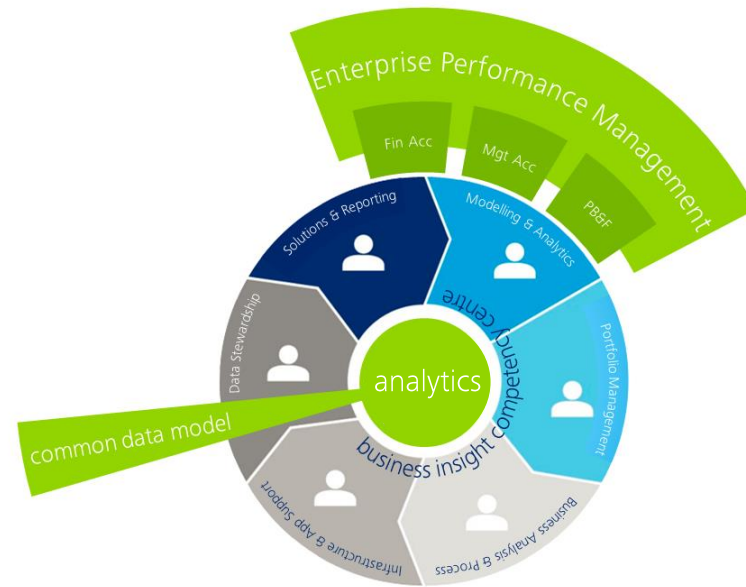 Enterprise Performance Management
Fin Acc
Mgt Acc
PB&F
Solutions & Reporting
Modelling & Analytics
Portfolio Management
Business Analysis & Process
Infrastructure & App Support
Data Stewardship
business insight competency centre
analytics
common data model